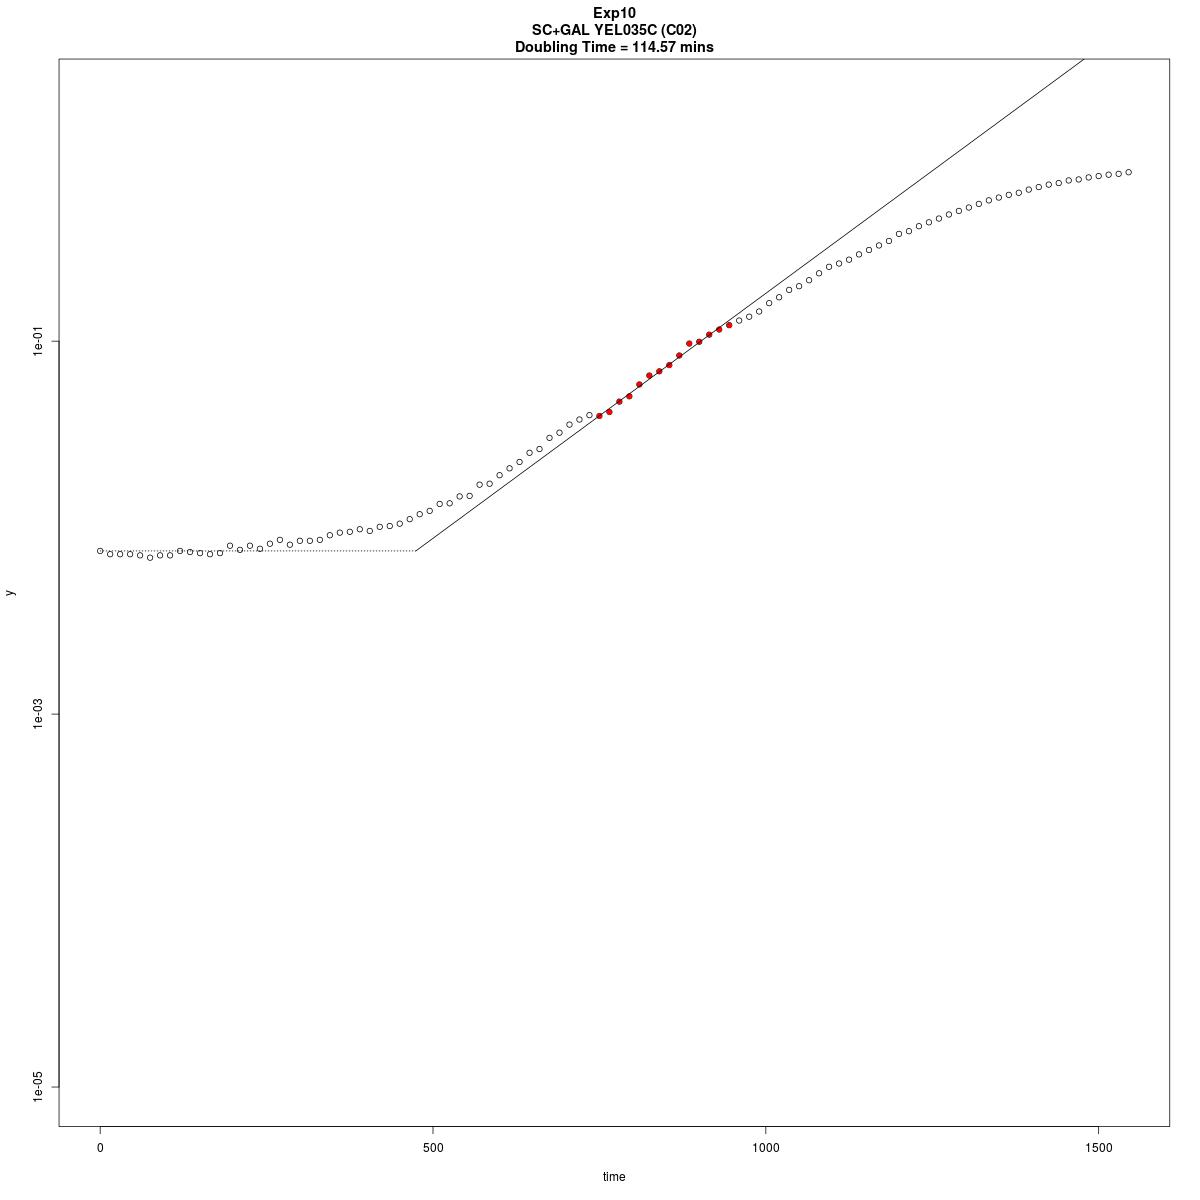 Exp10
SC+GAL YEL035C (C02)
Doubling Time = 114.57 mins
1e-01
1e-03
1e-05
y
0 500 1000 1500
time